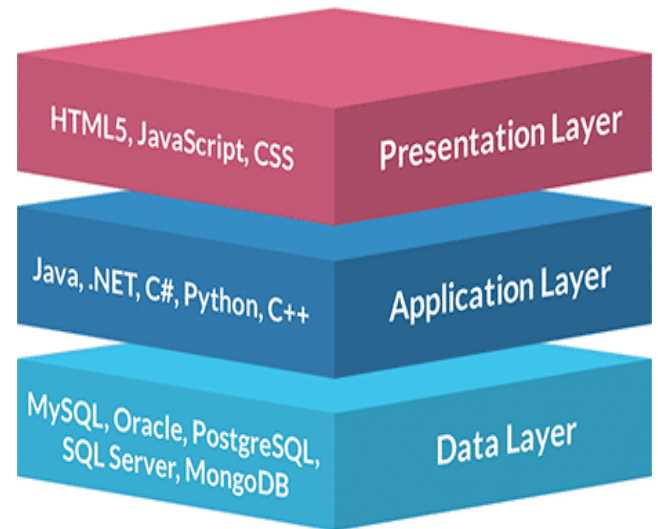 HTML5, JavaScript, CSS
Presentation Layer
Java, .NET, C#, Python, C++
Application Layer
MySQL, Oracle, PostgreSQL,
SQL Server, MongoDB
Data Layer